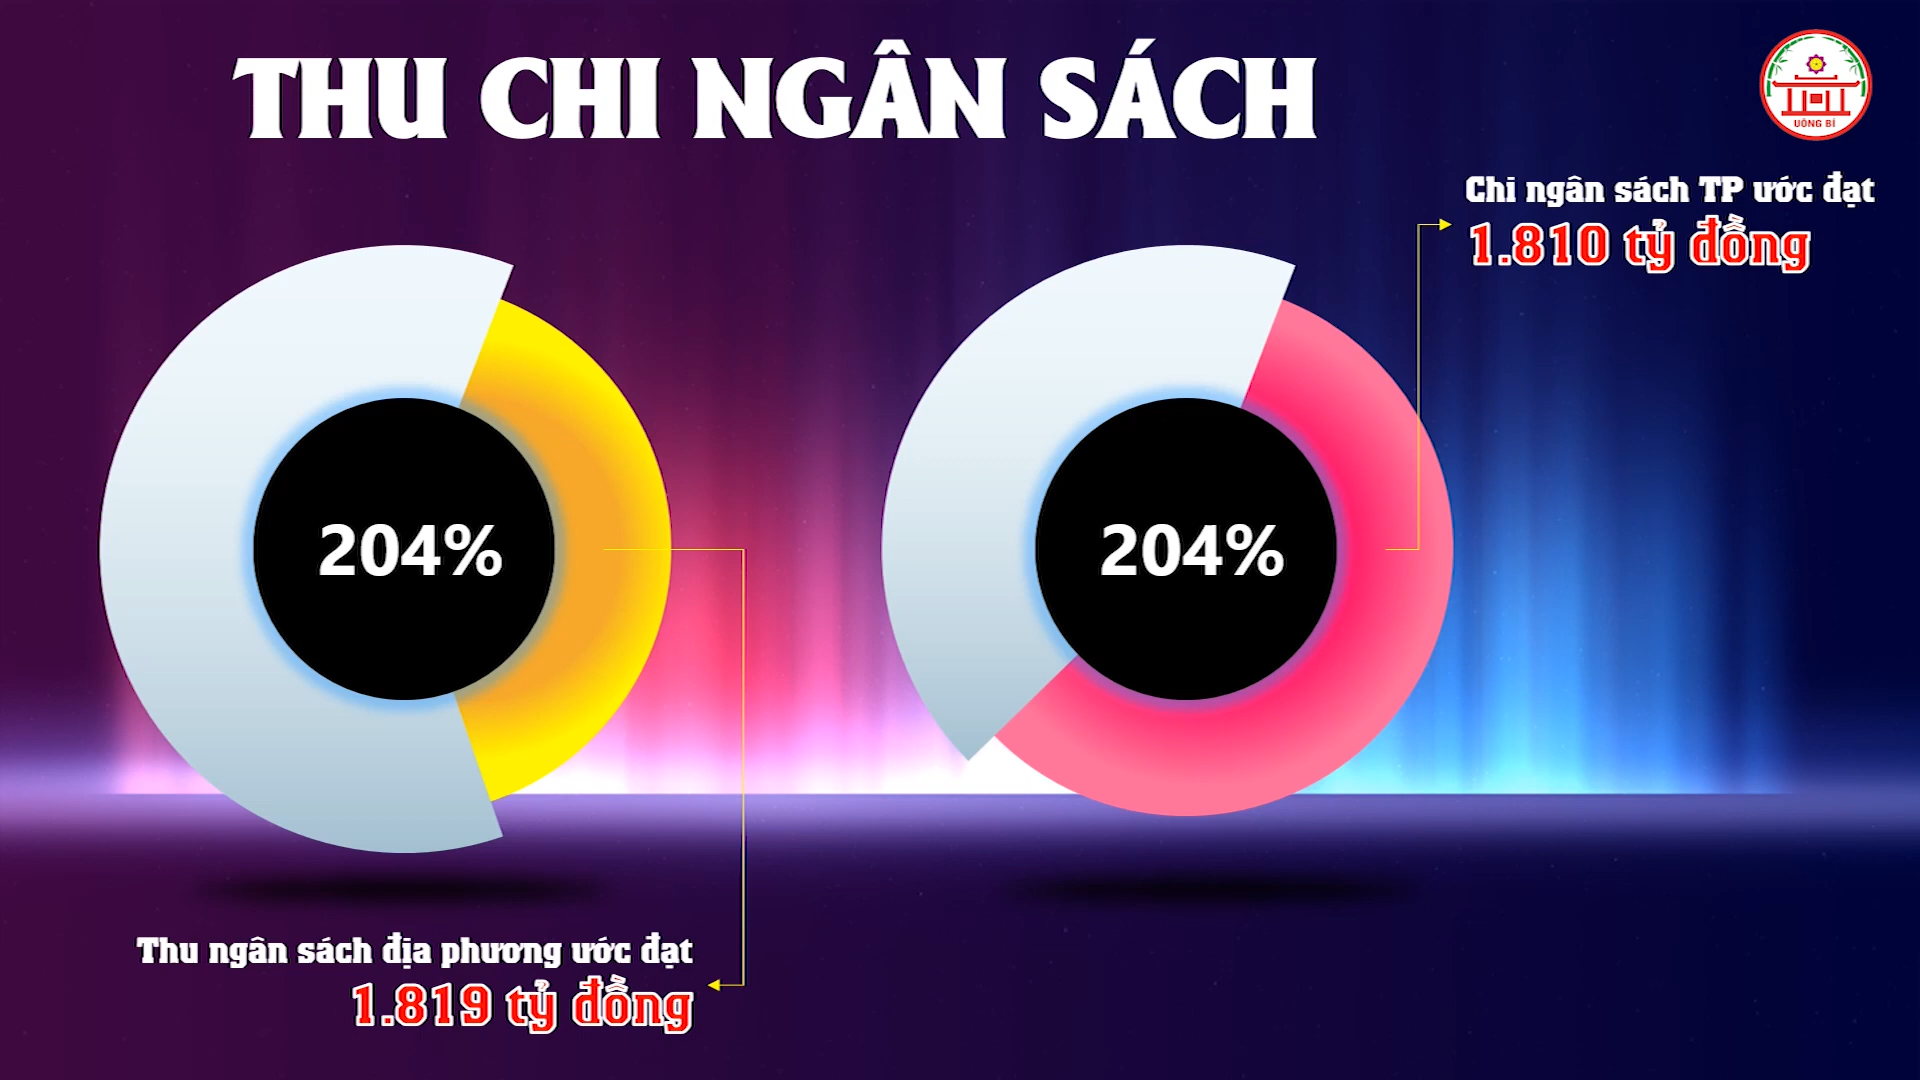 THU CHI NGÂN SÁCH
UÔNG BÍ
Chi ngân sách TP ước đạt
1.810 tỷ đồng
204%
204%
Thu ngân sách địa phương ước đạt
1.819 tỷ đồng